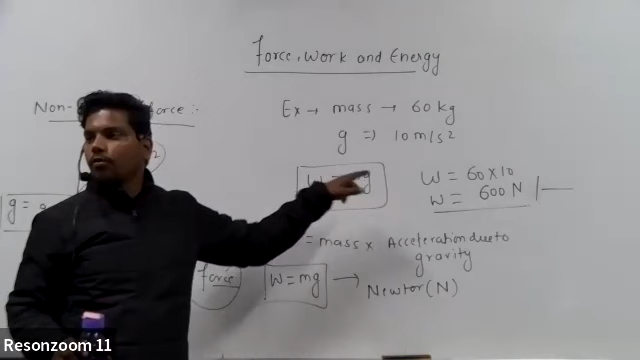 Force, Work and Energy
Non- force :-
Ex → mass → 60 kg
g => 10 m/s²
g =
W =
W = 60×10
W = 600 N
= mass × Acceleration due to
gravity
force
W = mg → Newton (N)
Resonzoom 11